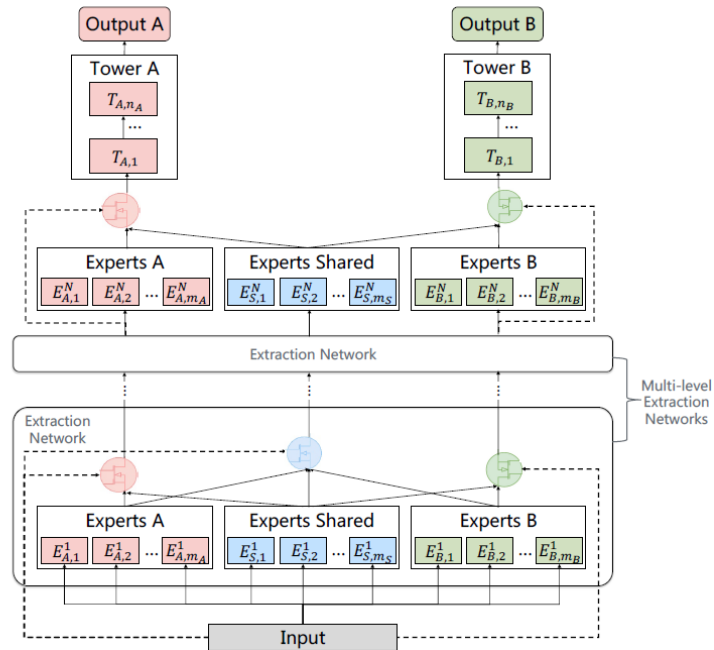 Output A
Output B
Tower A
Tower B
T_{A,n_A}
T_{B,n_B}
...
...
T_{A,1}
T_{B,1}
Experts A
Experts Shared
Experts B
E^N_{A,1} E^N_{A,2} ... E^N_{A,m_A}
E^N_{S,1} E^N_{S,2} ... E^N_{S,m_S}
E^N_{B,1} E^N_{B,2} ... E^N_{B,m_B}
Extraction Network
...
...
...
Multi-level
Extraction
Networks
Extraction
Network
Experts A
Experts Shared
Experts B
E^1_{A,1} E^1_{A,2} ... E^1_{A,m_A}
E^1_{S,1} E^1_{S,2} ... E^1_{S,m_S}
E^1_{B,1} E^1_{B,2} ... E^1_{B,m_B}
Input